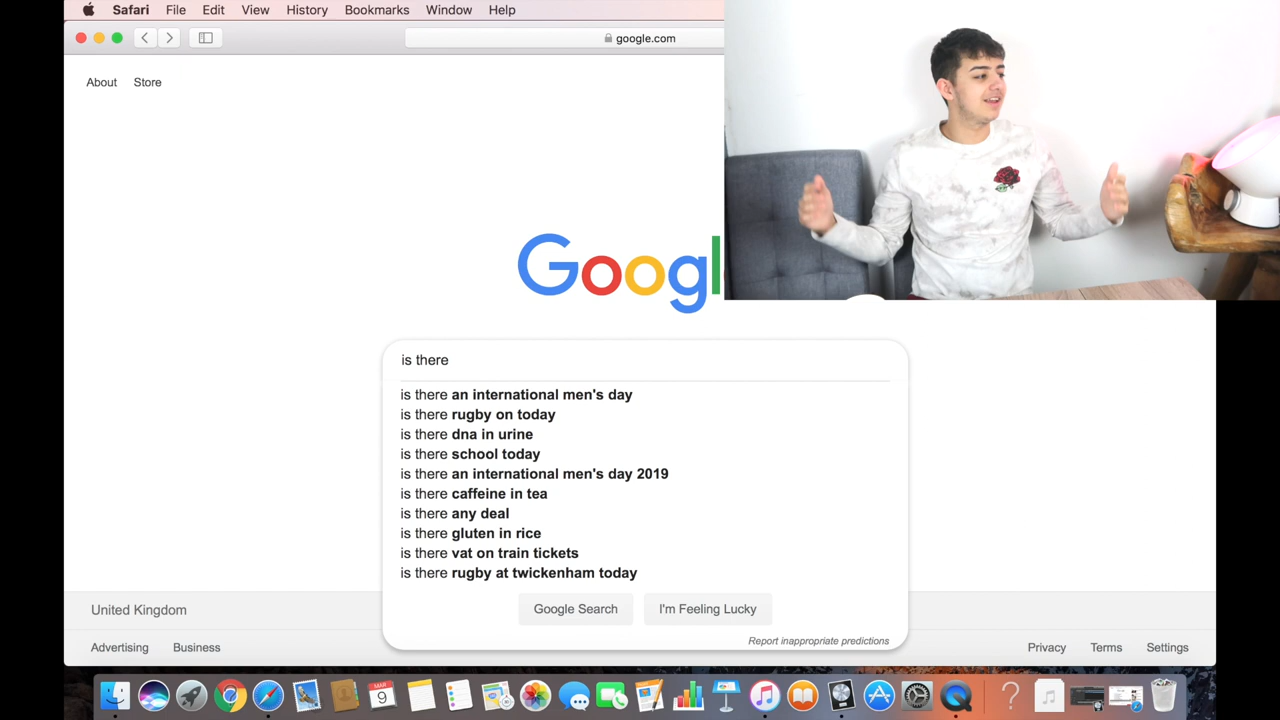 Safari File Edit View History Bookmarks Window Help
google.com
About Store
Googl
is there
is there an international men's day
is there rugby on today
is there dna in urine
is there school today
is there an international men's day 2019
is there caffeine in tea
is there any deal
is there gluten in rice
is there vat on train tickets
is there rugby at twickenham today
Google Search I'm Feeling Lucky
Report inappropriate predictions
United Kingdom
Advertising Business Privacy Terms Settings
MAR
9
?